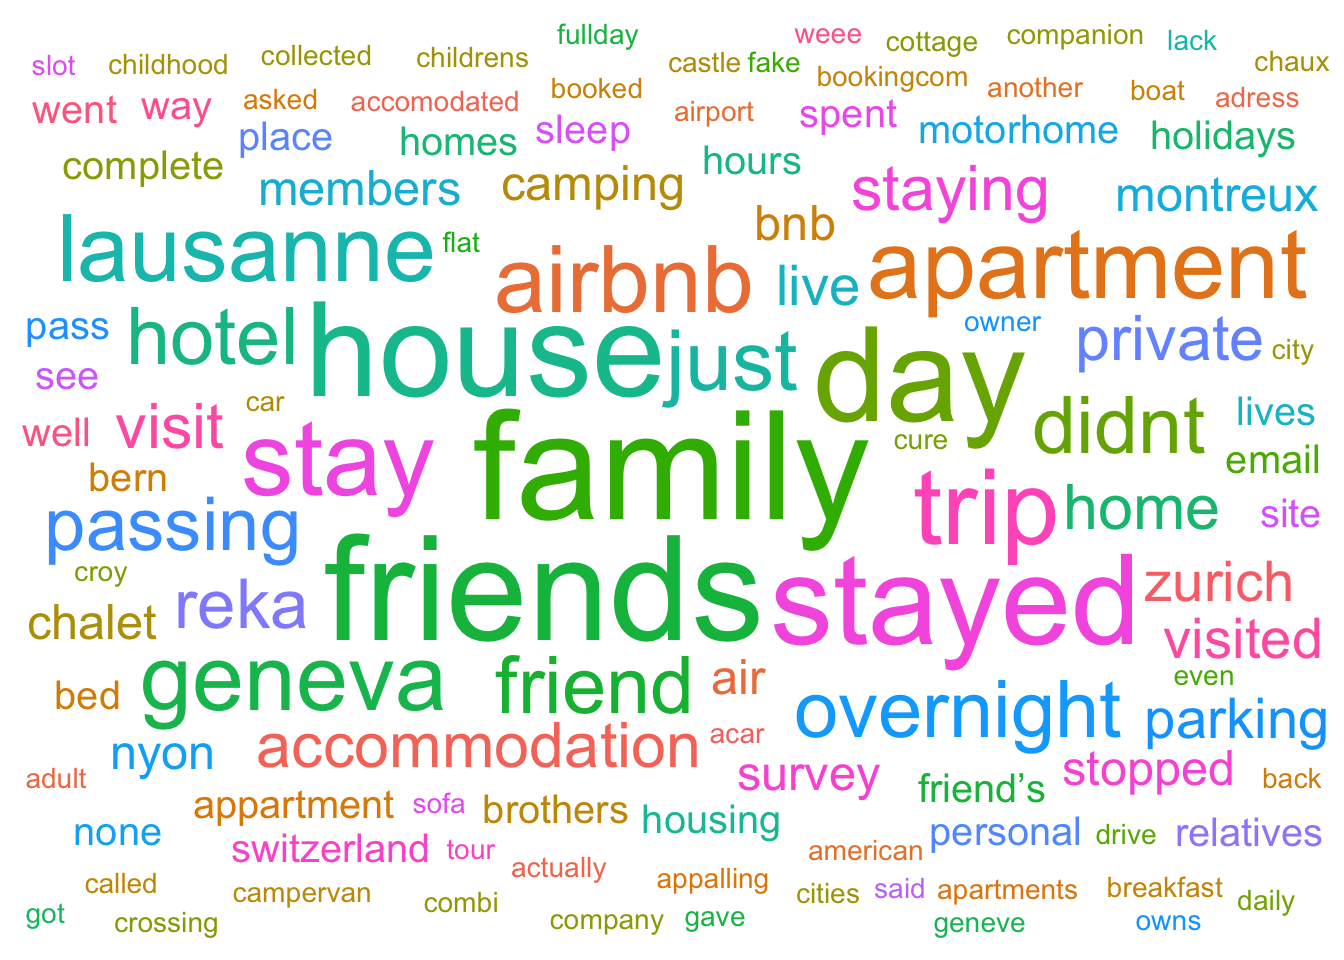 fullday weee cottage companion lack
slot childhood collected childrens castle fake bookingcom chaux
went way asked accomodated booked airport spent another boat adress
complete place homes sleep hours motorhome holidays
members camping staying montreux
lausanne flat airbnb bnb live apartment
pass hotel house just day owner private city
see
well visit car stay family cure didnt lives
bern email
passing trip home site
croy reka friends stayed zurich
chalet visited
bed geneva friend air overnight even parking
nyon accommodation acar
adult survey friend’s stopped back
none appartment sofa brothers housing personal drive relatives
switzerland tour actually american
called campervan combi appalling cities said apartments breakfast daily
got crossing company gave geneve owns